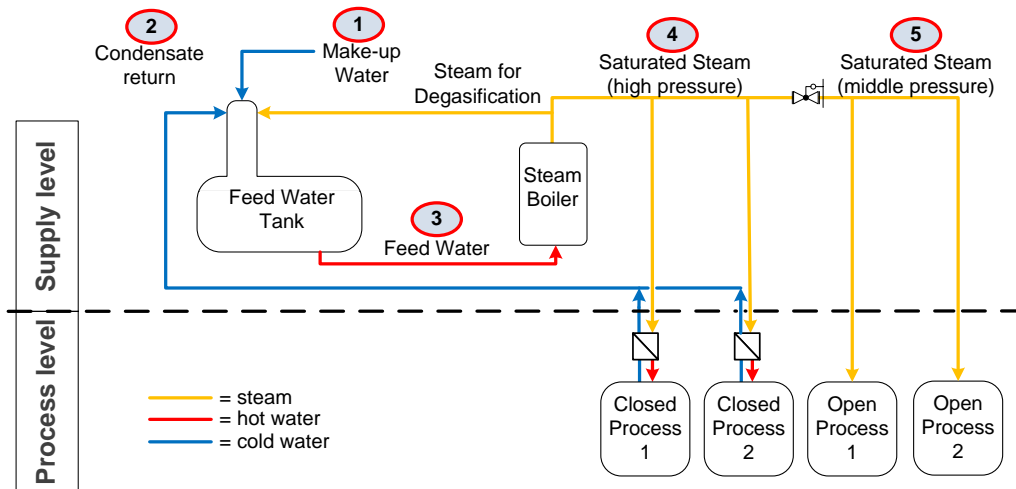 2
Condensate
return
1
Make-up
Water
Steam for
Degasification
4
Saturated Steam
(high pressure)
5
Saturated Steam
(middle pressure)
Supply level
Feed Water
Tank
3
Feed Water
Steam
Boiler
Process level
= steam
= hot water
= cold water
Closed
Process
1
Closed
Process
2
Open
Process
1
Open
Process
2